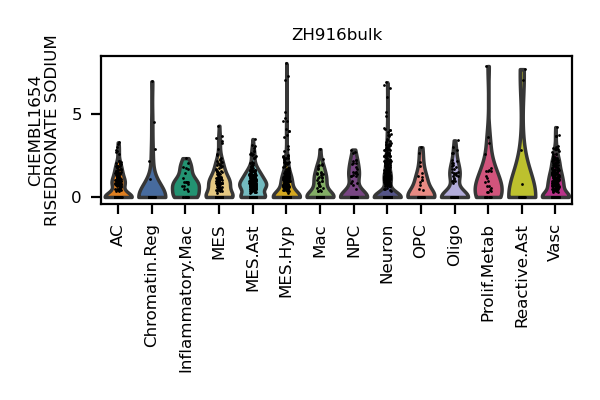 ZH916bulk
CHEMBL1654
RISEDRONATE SODIUM
5
0
AC
Chromatin.Reg
Inflammatory.Mac
MES
MES.Ast
MES.Hyp
Mac
NPC
Neuron
OPC
Oligo
Prolif.Metab
Reactive.Ast
Vasc